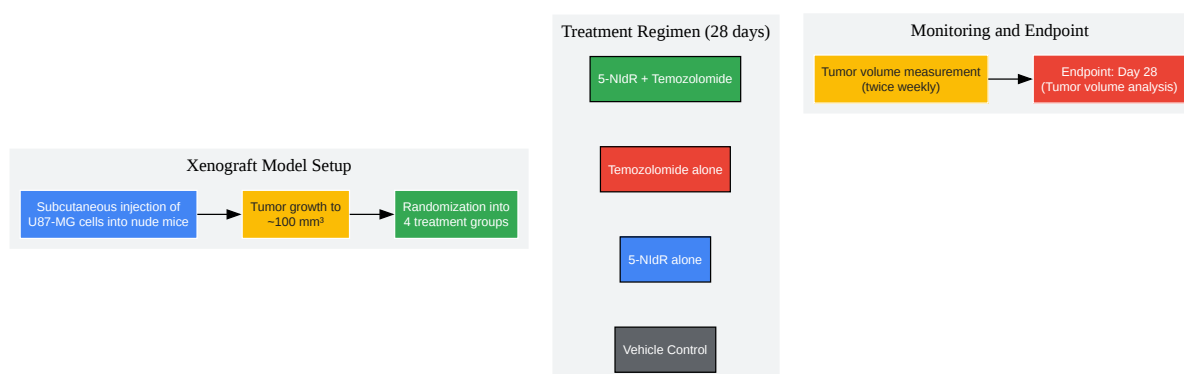 Xenograft Model Setup
Subcutaneous injection of
U87-MG cells into nude mice
Tumor growth to
~100 mm³
Randomization into
4 treatment groups
Treatment Regimen (28 days)
5-NIdR + Temozolomide
Temozolomide alone
5-NIdR alone
Vehicle Control
Monitoring and Endpoint
Tumor volume measurement
(twice weekly)
Endpoint: Day 28
(Tumor volume analysis)